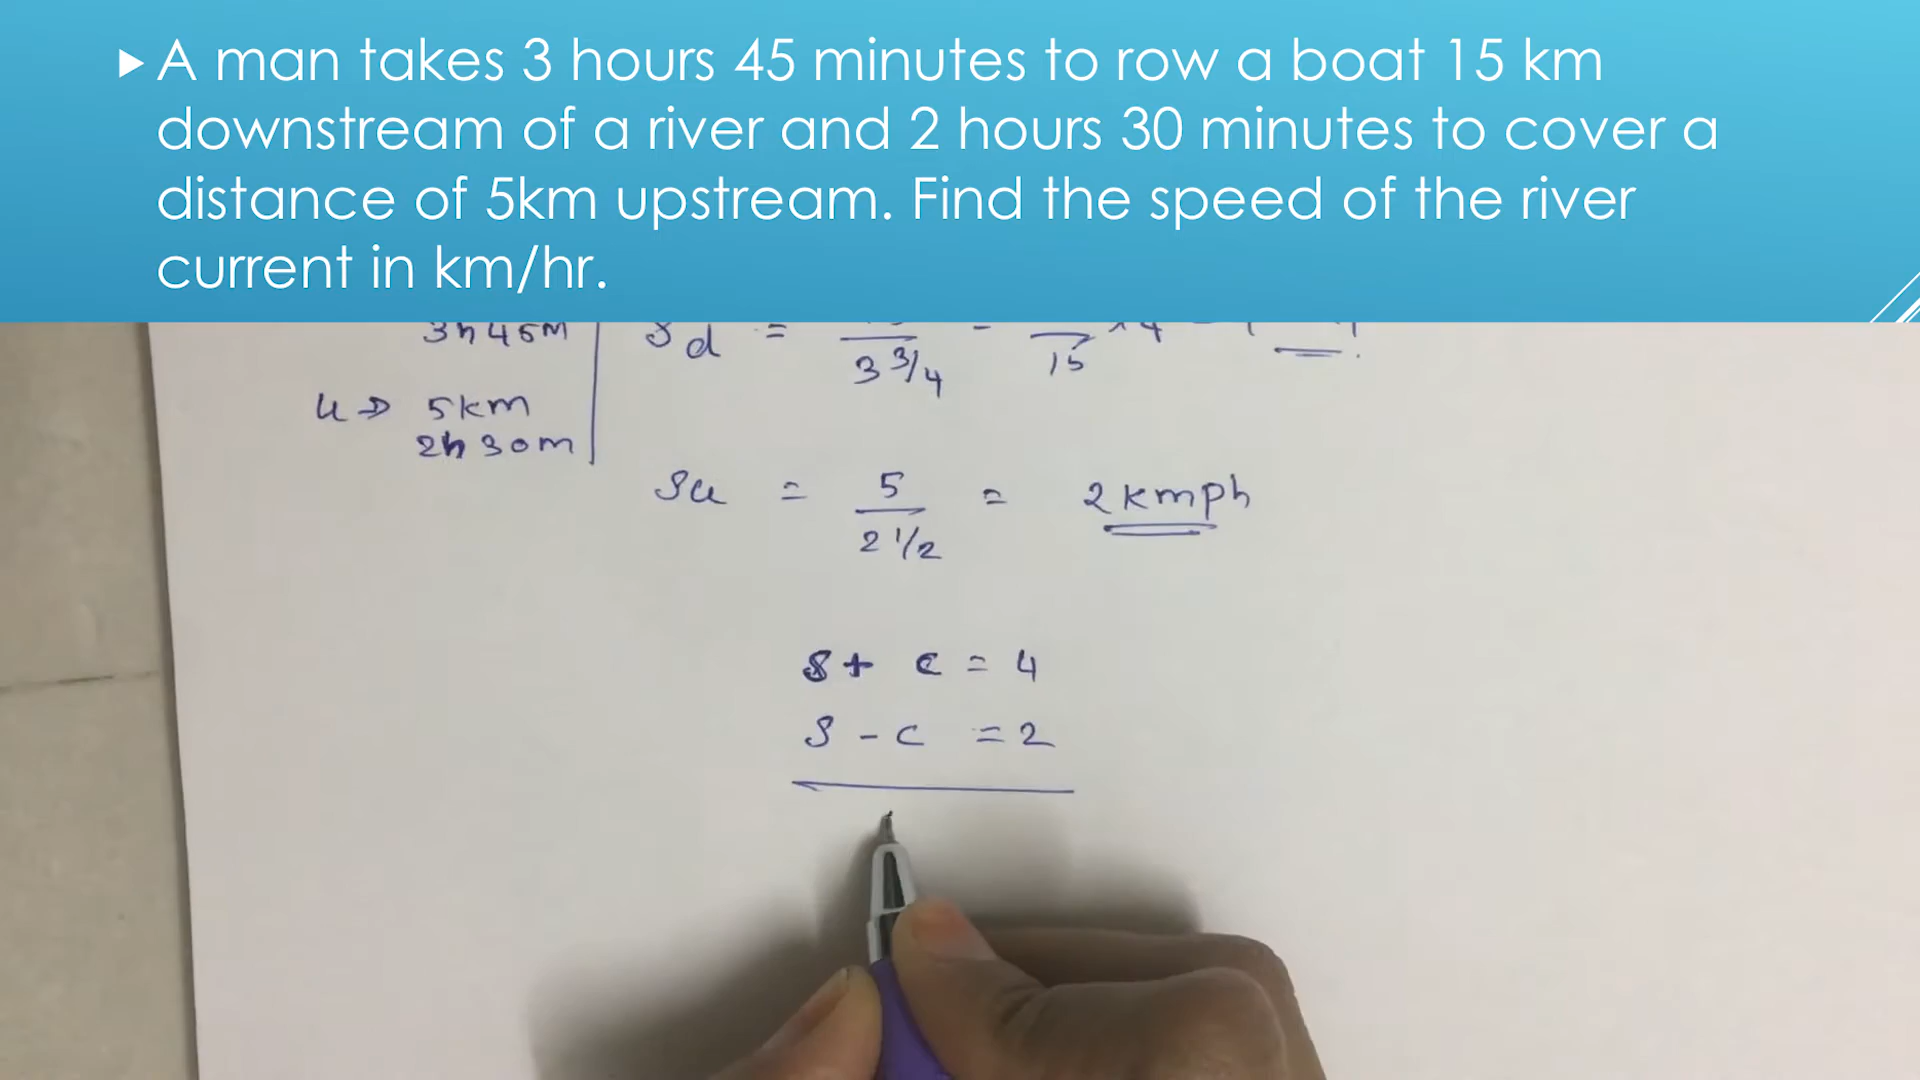 A man takes 3 hours 45 minutes to row a boat 15 km
downstream of a river and 2 hours 30 minutes to cover a
distance of 5km upstream. Find the speed of the river
current in km/hr.
3h 45m
Sd = 3 3/4 = 15 × 4
u ⇒ 5km
2h 30m
Su = 5 / 2 1/2 = 2 kmph
S + c = 4
S - c = 2